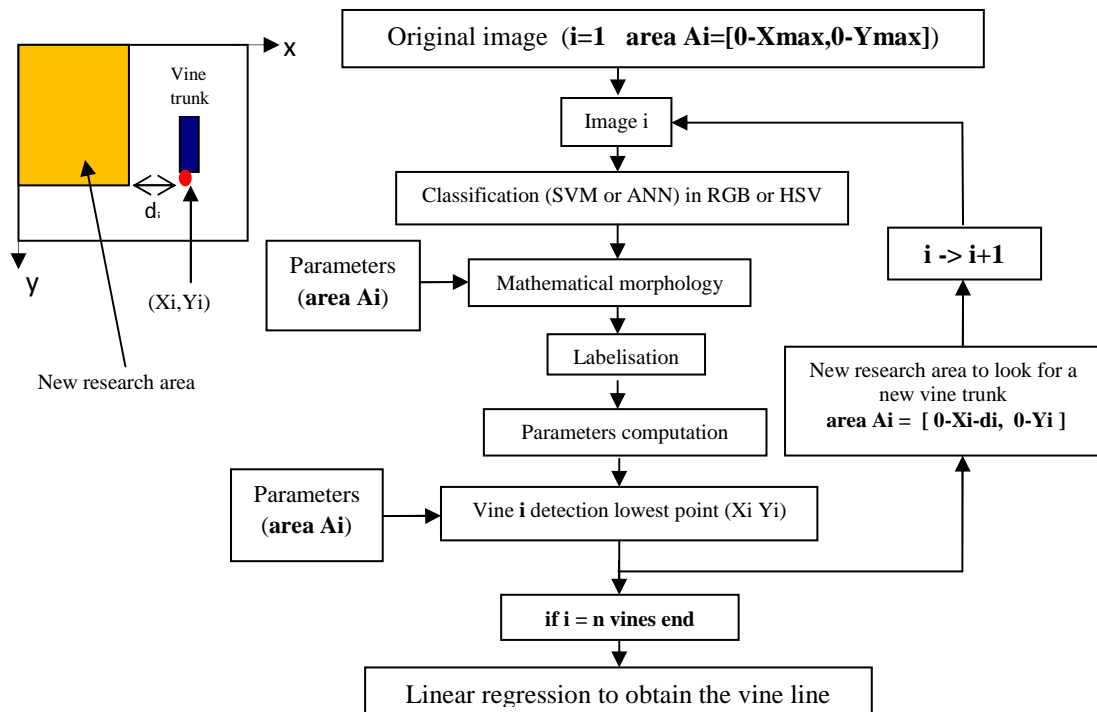 x
Vine
trunk
dᵢ
y
(Xi,Yi)
New research area
Original image (i=1 area Ai=[0-Xmax,0-Ymax])
Image i
Classification (SVM or ANN) in RGB or HSV
Parameters
(area Ai)
Mathematical morphology
Labelisation
Parameters computation
Parameters
(area Ai)
Vine i detection lowest point (Xi Yi)
i -> i+1
New research area to look for a
new vine trunk
area Ai = [ 0-Xi-di, 0-Yi ]
if i = n vines end
Linear regression to obtain the vine line